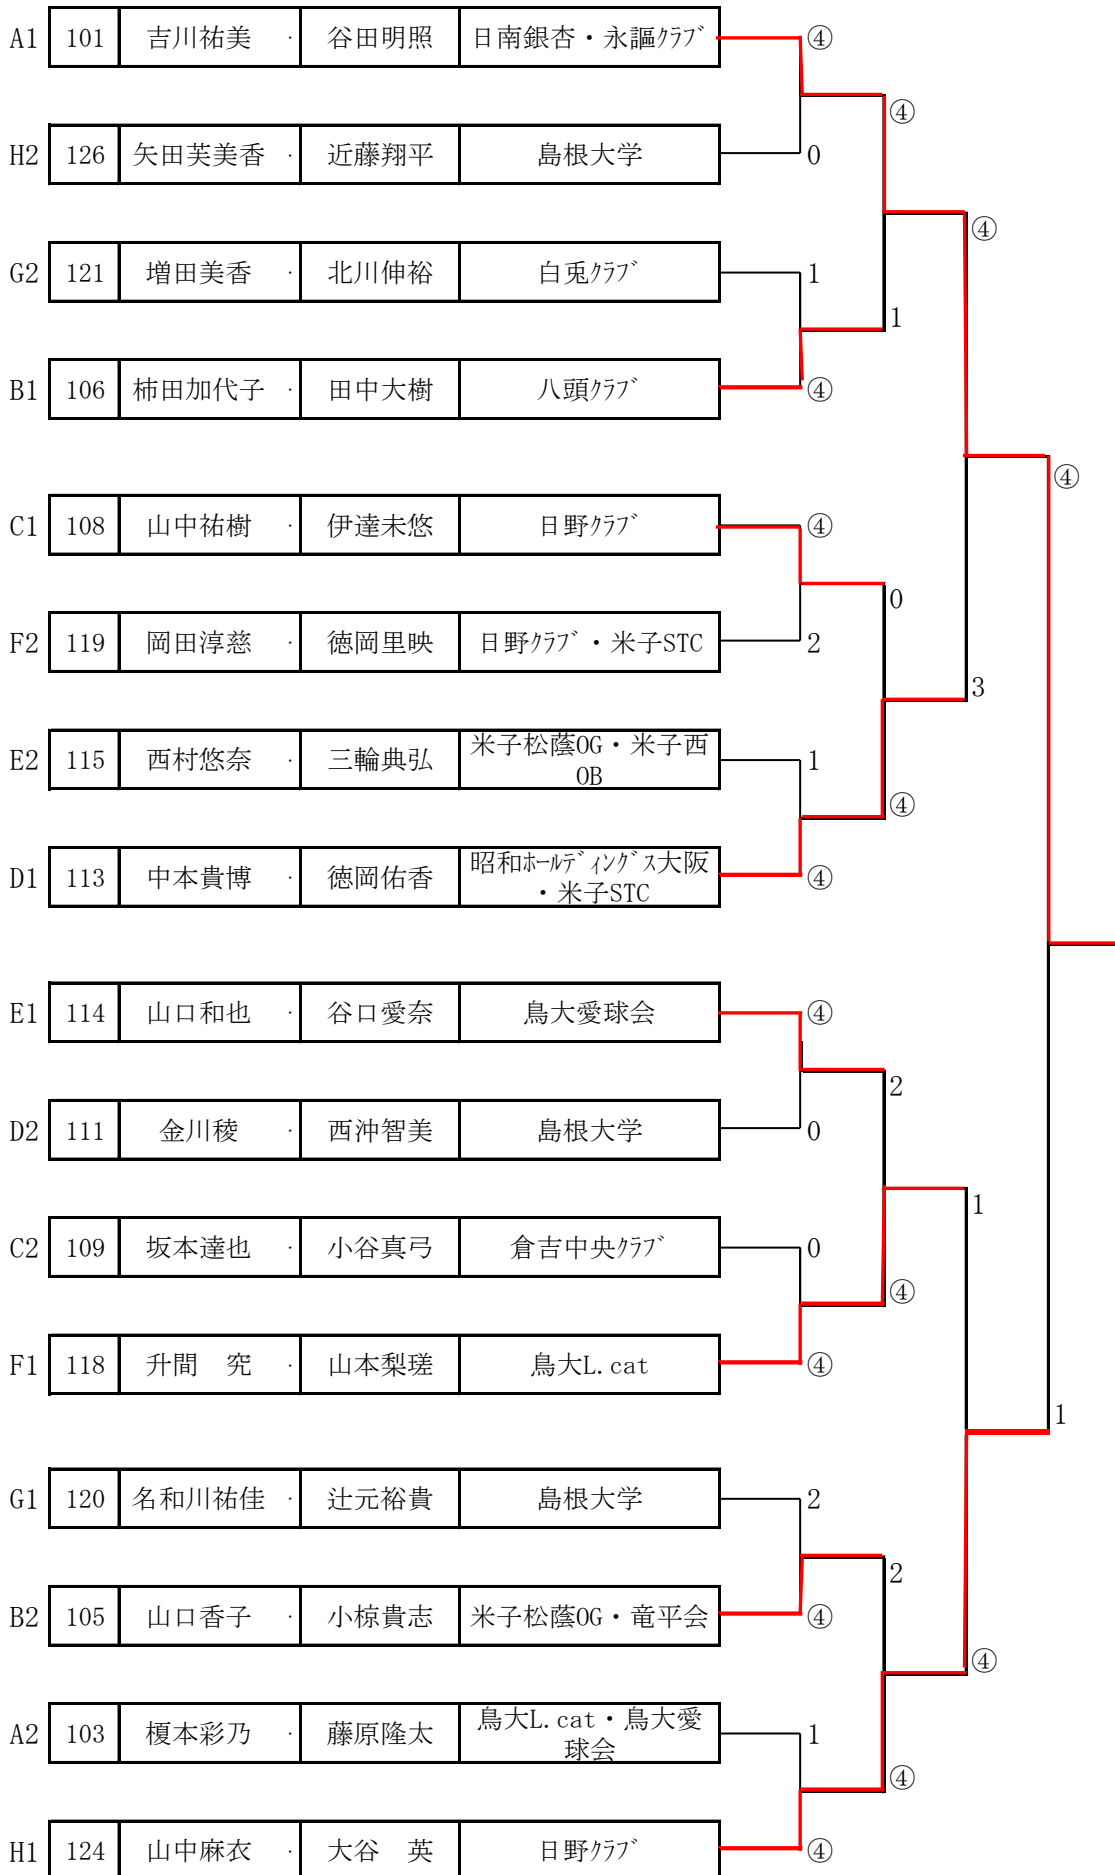 A1 101 吉川祐美 ・ 谷田明照 日南銀杏・永謳ｸﾗﾌﾞ ④
④
H2 126 矢田芙美香 ・ 近藤翔平 島根大学 0
④
G2 121 増田美香 ・ 北川伸裕 白兎ｸﾗﾌﾞ 1
1
B1 106 柿田加代子 ・ 田中大樹 八頭ｸﾗﾌﾞ ④
④
C1 108 山中祐樹 ・ 伊達未悠 日野ｸﾗﾌﾞ ④
0
F2 119 岡田淳慈 ・ 徳岡里映 日野ｸﾗﾌﾞ・米子STC 2
3
E2 115 西村悠奈 ・ 三輪典弘 米子松蔭OG・米子西
OB 1
④
D1 113 中本貴博 ・ 徳岡佑香 昭和ﾎｰﾙﾃﾞｨﾝｸﾞｽ大阪
・米子STC ④
E1 114 山口和也 ・ 谷口愛奈 鳥大愛球会 ④
2
D2 111 金川稜 ・ 西沖智美 島根大学 0
1
C2 109 坂本達也 ・ 小谷真弓 倉吉中央ｸﾗﾌﾞ 0
④
F1 118 升間　究 ・ 山本梨瑳 鳥大L.cat ④
1
G1 120 名和川祐佳 ・ 辻元裕貴 島根大学 2
2
B2 105 山口香子 ・ 小椋貴志 米子松蔭OG・竜平会 ④
④
A2 103 榎本彩乃 ・ 藤原隆太 鳥大L.cat・鳥大愛
球会 1
④
H1 124 山中麻衣 ・ 大谷　英 日野ｸﾗﾌﾞ ④